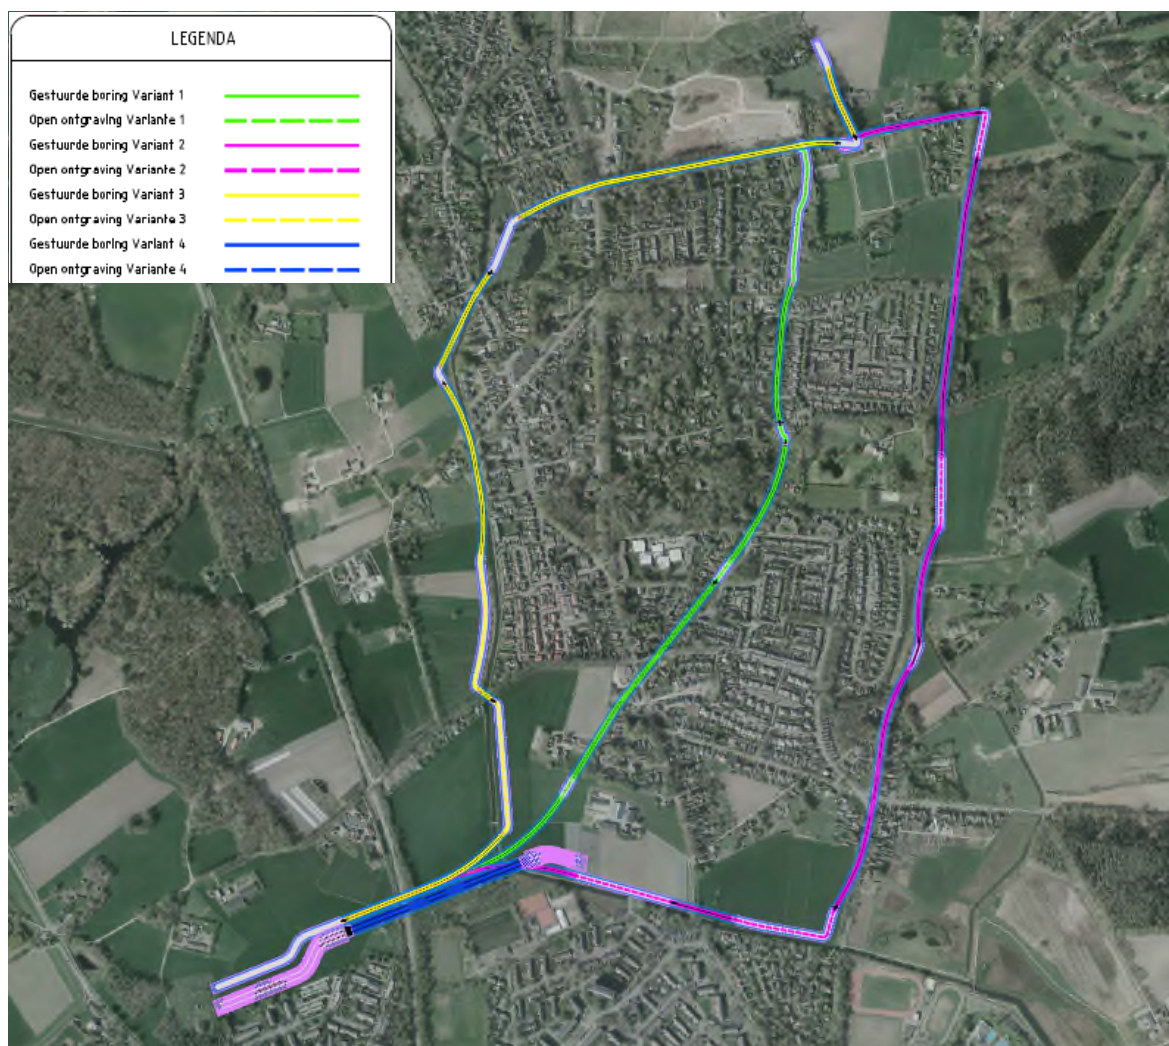 LEGENDA
Gestuurde boring Variant 1
Open ontgraving Variante 1
Gestuurde boring Variant 2
Open ontgraving Variante 2
Gestuurde boring Variant 3
Open ontgraving Variante 3
Gestuurde boring Variant 4
Open ontgraving Variante 4